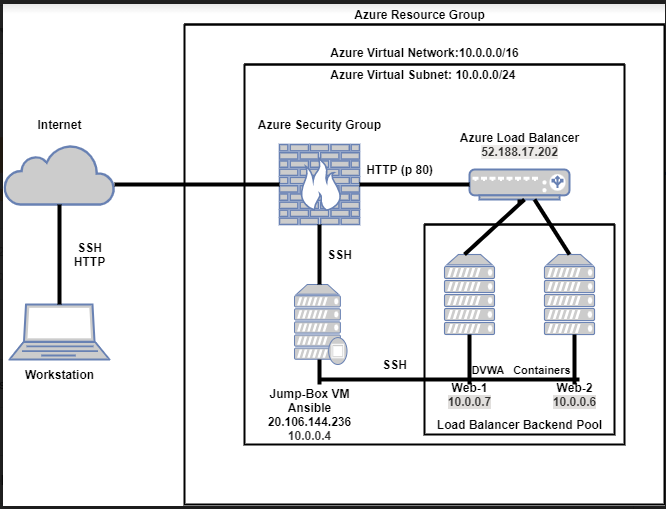 Azure Resource Group
Azure Virtual Network:10.0.0.0/16
Azure Virtual Subnet: 10.0.0.0/24
Internet
Azure Security Group
Azure Load Balancer
52.188.17.202
HTTP (p 80)
SSH
HTTP
SSH
Workstation
SSH
DVWA Containers
Jump-Box VM
Ansible
20.106.144.236
10.0.0.4
Web-1
10.0.0.7
Web-2
10.0.0.6
Load Balancer Backend Pool